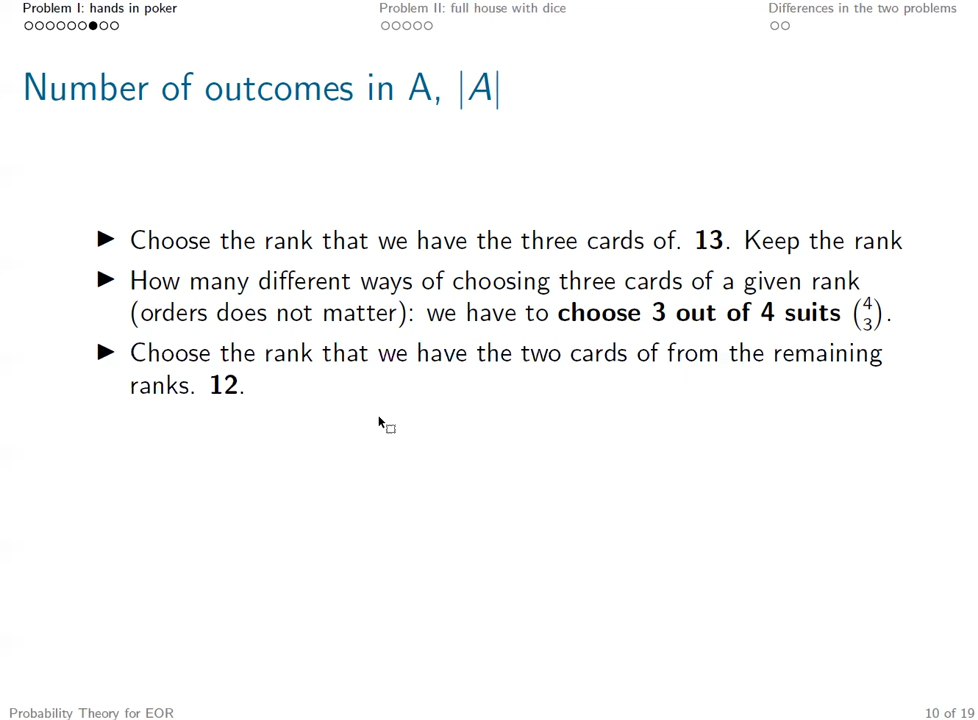 Problem I: hands in poker Problem II: full house with dice Differences in the two problems
Number of outcomes in A, |A|
▶ Choose the rank that we have the three cards of. 13. Keep the rank
▶ How many different ways of choosing three cards of a given rank
(orders does not matter): we have to choose 3 out of 4 suits (4 3).
▶ Choose the rank that we have the two cards of from the remaining
ranks. 12.
Probability Theory for EOR 10 of 19